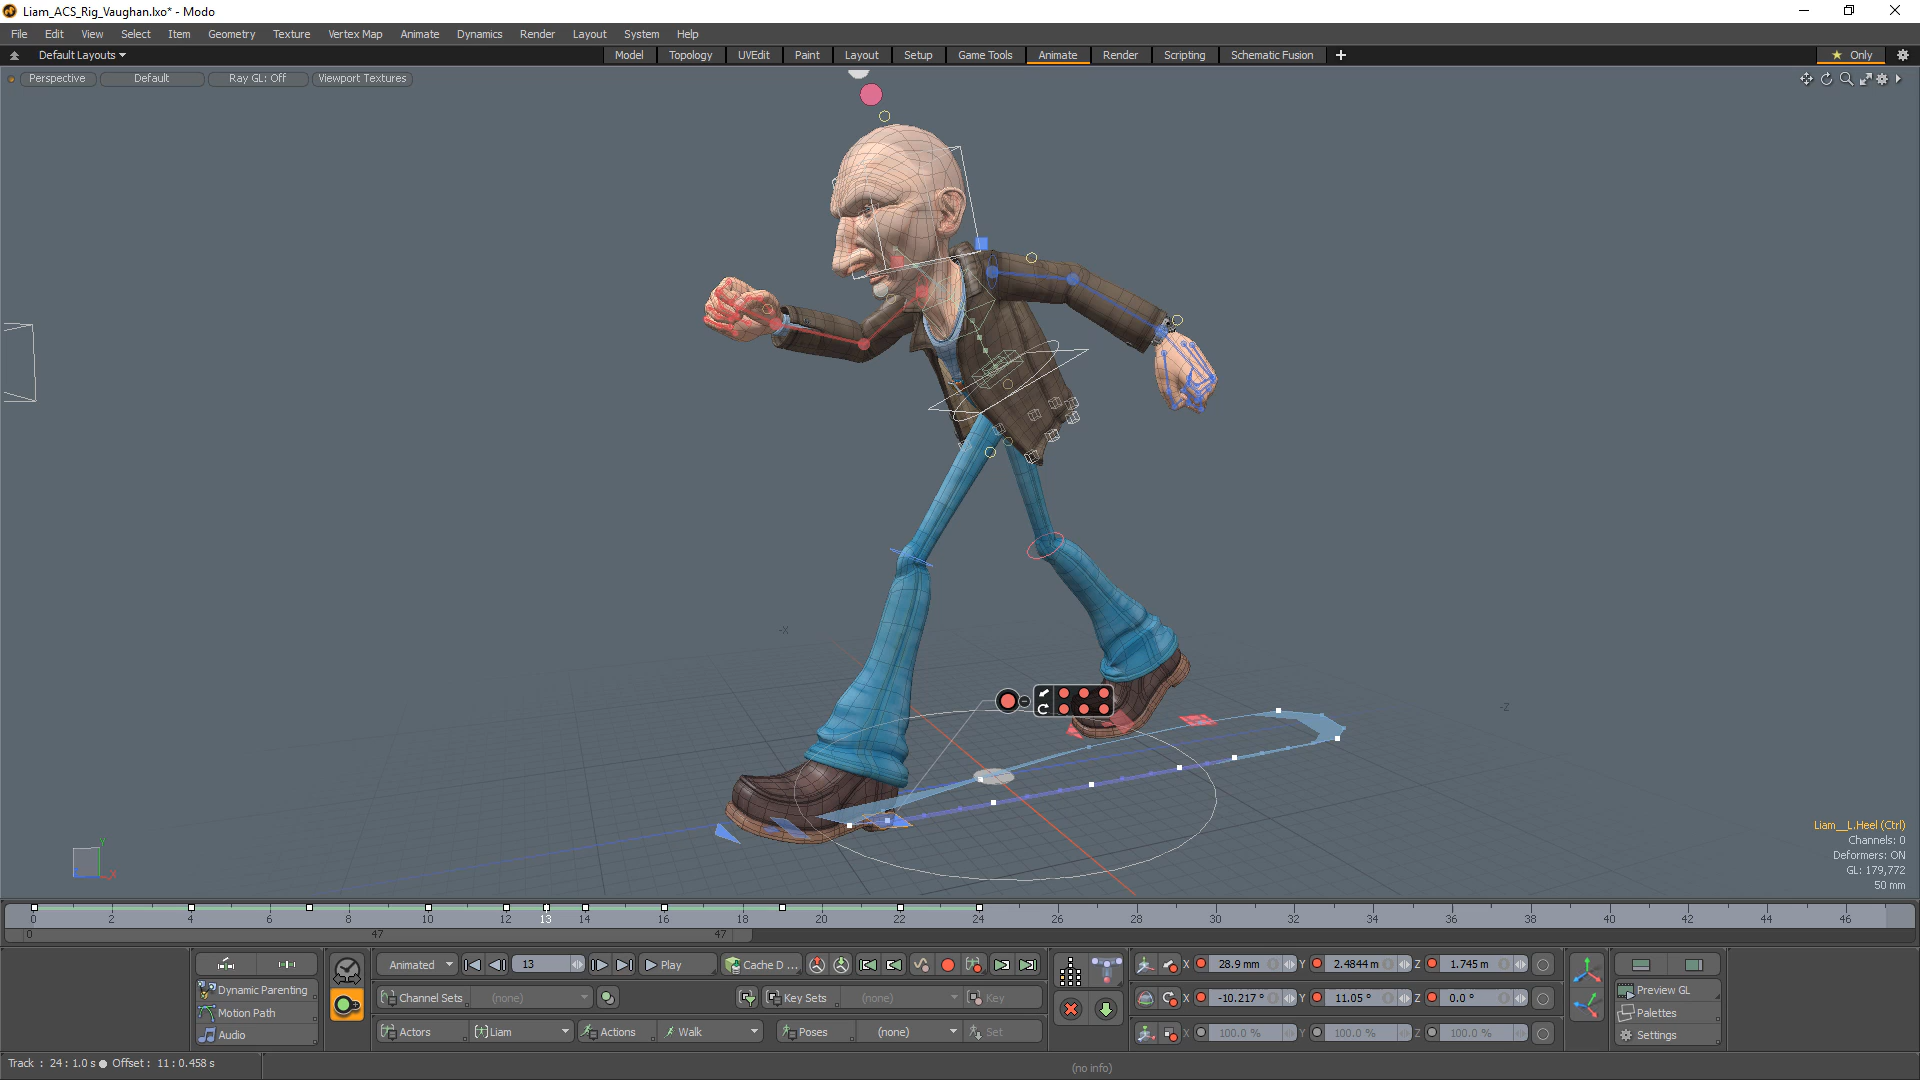 Liam_ACS_Rig_Vaughan.lxo* - Modo
File Edit View Select Item Geometry Texture Vertex Map Animate Dynamics Render Layout System Help
Default Layouts Model Topology UVEdit Paint Layout Setup Game Tools Animate Render Scripting Schematic Fusion + Only
Perspective Default Ray GL: Off Viewport Textures
-X
-Z
Y
X
Liam__L.Heel (Ctrl)
Channels: 0
Deformers: ON
GL: 179,772
50 mm
0 2 4 6 8 10 12 13 14 16 18 20 22 24 26 28 30 32 34 36 38 40 42 44 46
0 47 47
Animated 13 Play Cache D ... X 28.9 mm Y 2.4844 m Z 1.745 m
Dynamic Parenting Channel Sets (none) Key Sets (none) Key X -10.217 ° Y 11.05 ° Z 0.0 ° Preview GL
Motion Path Palettes
Audio Actors Liam Actions Walk Poses (none) Set X 100.0 % Y 100.0 % Z 100.0 % Settings
Track : 24 : 1.0 s Offset : 11 : 0.458 s (no info)